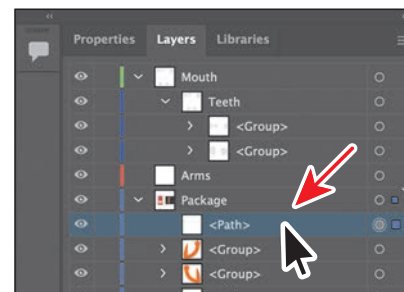 Properties Layers Libraries
Mouth
Teeth
<Group>
<Group>
Arms
Package
<Path>
<Group>
<Group>